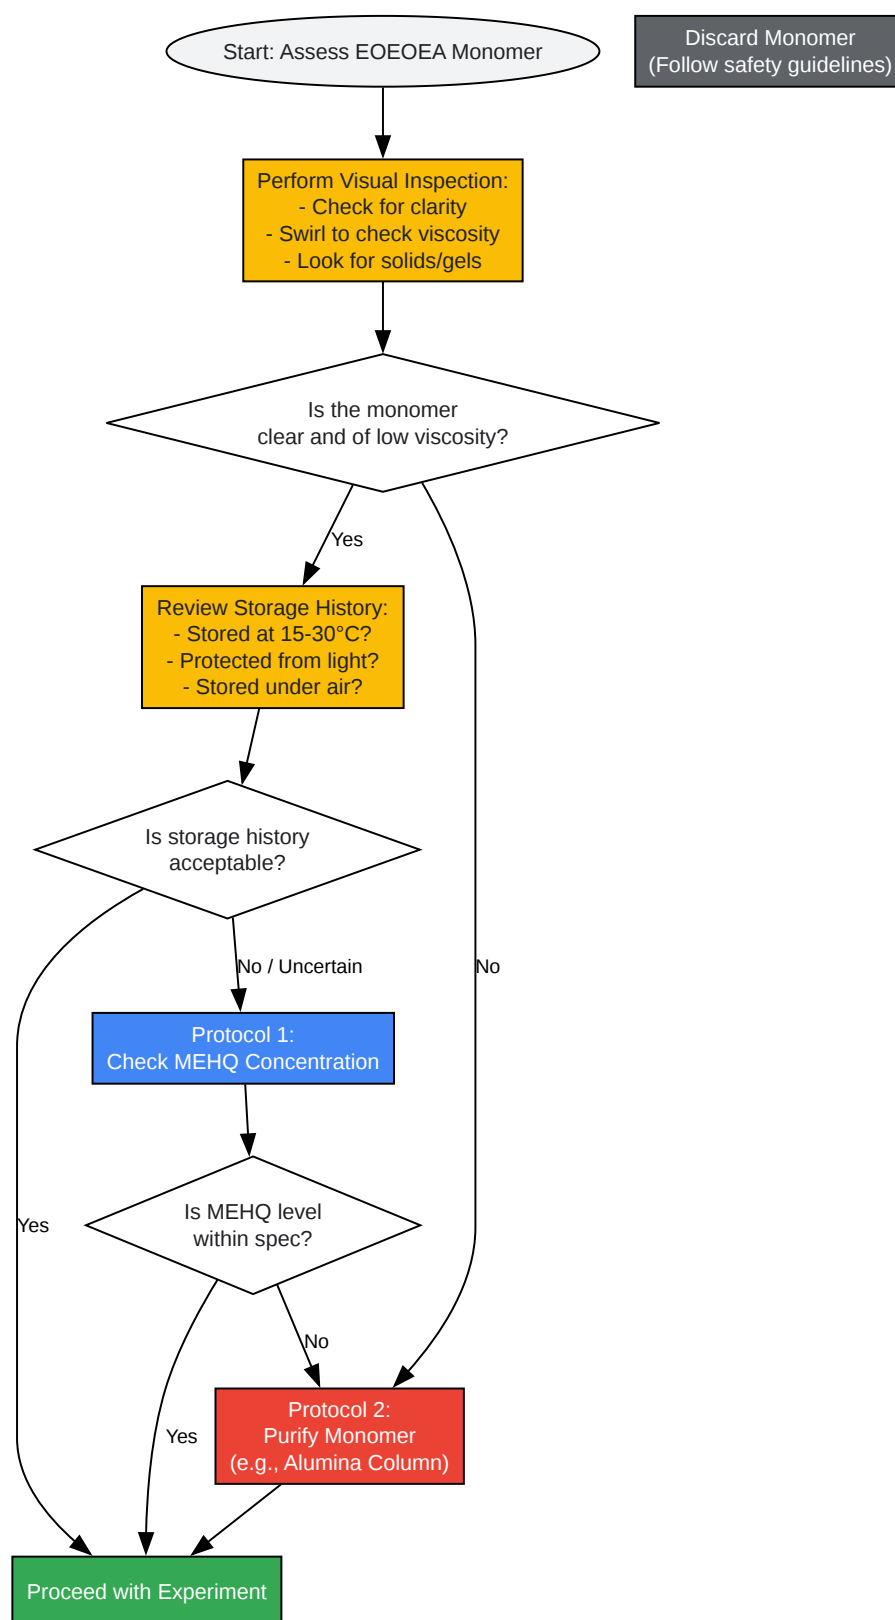 Start: Assess EOEOEA Monomer
Discard Monomer
(Follow safety guidelines)
Perform Visual Inspection:
- Check for clarity
- Swirl to check viscosity
- Look for solids/gels
Is the monomer
clear and of low viscosity?
Yes
Review Storage History:
- Stored at 15-30°C?
- Protected from light?
- Stored under air?
Is storage history
acceptable?
No / Uncertain
No
Protocol 1:
Check MEHQ Concentration
Is MEHQ level
within spec?
Yes
No
Protocol 2:
Purify Monomer
(e.g., Alumina Column)
Yes
Proceed with Experiment